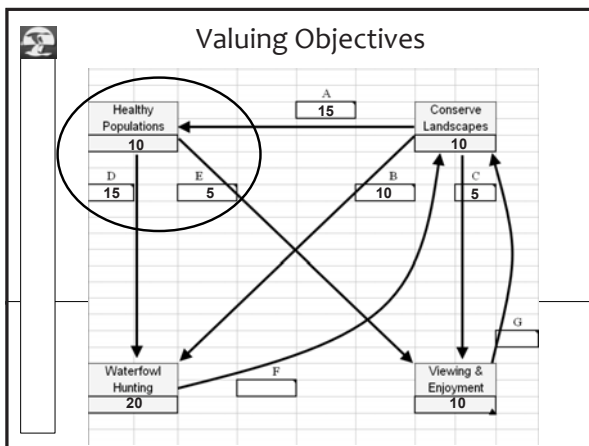 Valuing Objectives
A
15
Healthy
Populations
10
Conserve
Landscapes
10
D
15
E
5
B
10
C
5
G
F
Waterfowl
Hunting
20
Viewing &
Enjoyment
10